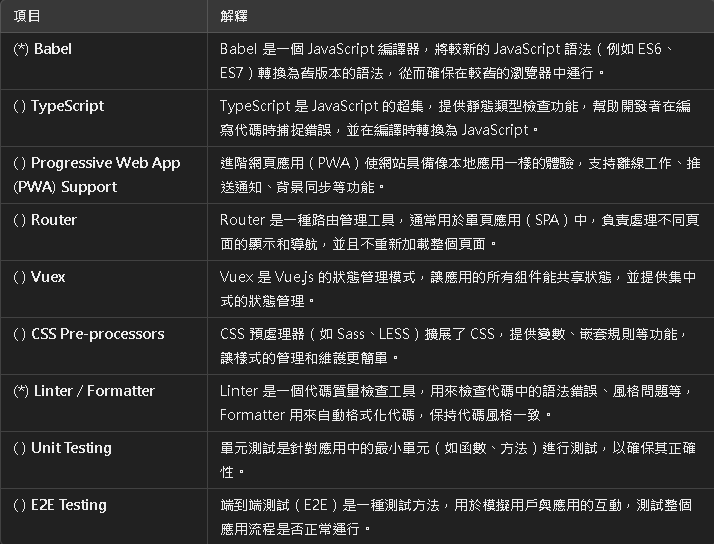 項目
解釋
(*) Babel
Babel 是一個 JavaScript 編譯器，將較新的 JavaScript 語法（例如 ES6、
ES7）轉換為舊版本的語法，從而確保在較舊的瀏覽器中運行。
( ) TypeScript
TypeScript 是 JavaScript 的超集，提供靜態類型檢查功能，幫助開發者在編
寫代碼時捕捉錯誤，並在編譯時轉換為 JavaScript。
( ) Progressive Web App
(PWA) Support
進階網頁應用（PWA）使網站具備像本地應用一樣的體驗，支持離線工作、推
送通知、背景同步等功能。
( ) Router
Router 是一種路由管理工具，通常用於單頁應用（SPA）中，負責處理不同頁
面的顯示和導航，並且不重新加載整個頁面。
( ) Vuex
Vuex 是 Vue.js 的狀態管理模式，讓應用的所有組件能共享狀態，並提供集中
式的狀態管理。
( ) CSS Pre-processors
CSS 預處理器（如 Sass、LESS）擴展了 CSS，提供變數、嵌套規則等功能，
讓樣式的管理和維護更簡單。
(*) Linter / Formatter
Linter 是一個代碼質量檢查工具，用來檢查代碼中的語法錯誤、風格問題等，
Formatter 用來自動格式化代碼，保持代碼風格一致。
( ) Unit Testing
單元測試是針對應用中的最小單元（如函數、方法）進行測試，以確保其正確
性。
( ) E2E Testing
端到端測試（E2E）是一種測試方法，用於模擬用戶與應用的互動，測試整個
應用流程是否正常運行。